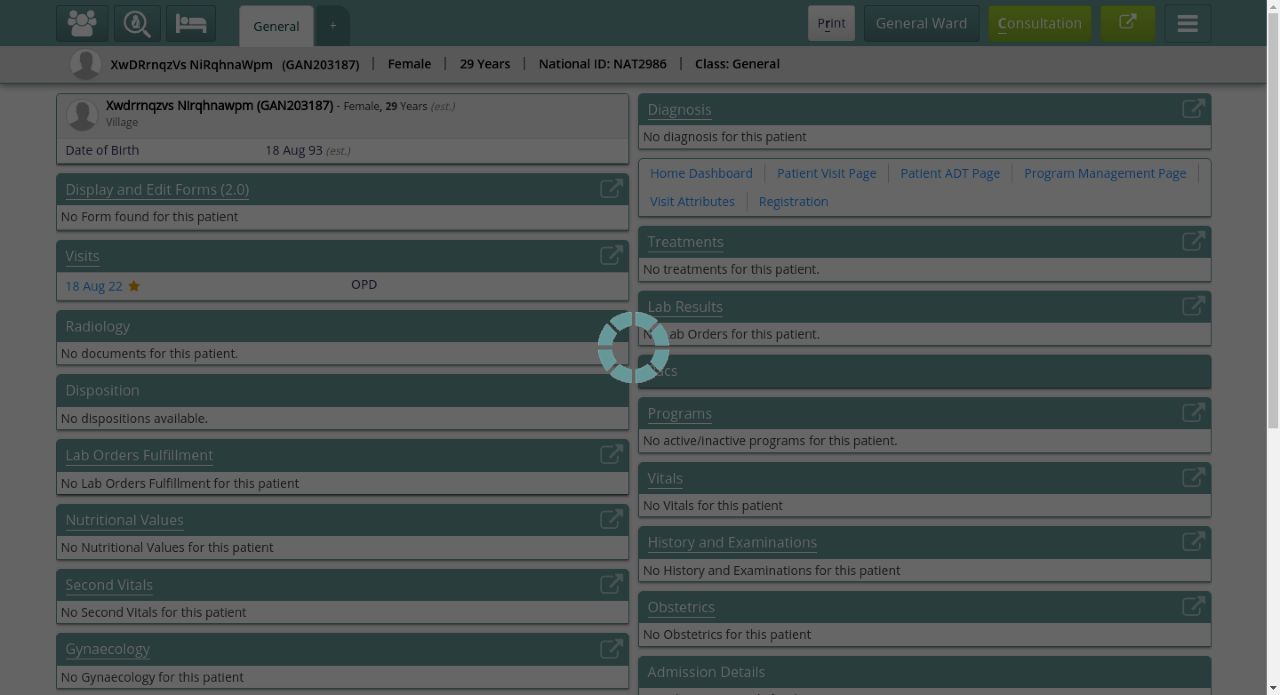 General
+
Print
General Ward
Consultation
XwDRrnqzVs NiRqhnaWpm (GAN203187) | Female | 29 Years | National ID: NAT2986 | Class: General
Xwdrrnqzvs Nirqhnawpm (GAN203187) - Female, 29 Years (est.)
Village
Date of Birth 18 Aug 93 (est.)
Display and Edit Forms (2.0)
No Form found for this patient
Visits
18 Aug 22 OPD
Radiology
No documents for this patient.
Disposition
No dispositions available.
Lab Orders Fulfillment
No Lab Orders Fulfillment for this patient
Nutritional Values
No Nutritional Values for this patient
Second Vitals
No Second Vitals for this patient
Gynaecology
No Gynaecology for this patient
Diagnosis
No diagnosis for this patient
Home Dashboard | Patient Visit Page | Patient ADT Page | Program Management Page |
Visit Attributes | Registration
Treatments
No treatments for this patient.
Lab Results
No Lab Orders for this patient.
Programs
No active/inactive programs for this patient.
Vitals
No Vitals for this patient
History and Examinations
No History and Examinations for this patient
Obstetrics
No Obstetrics for this patient
Admission Details